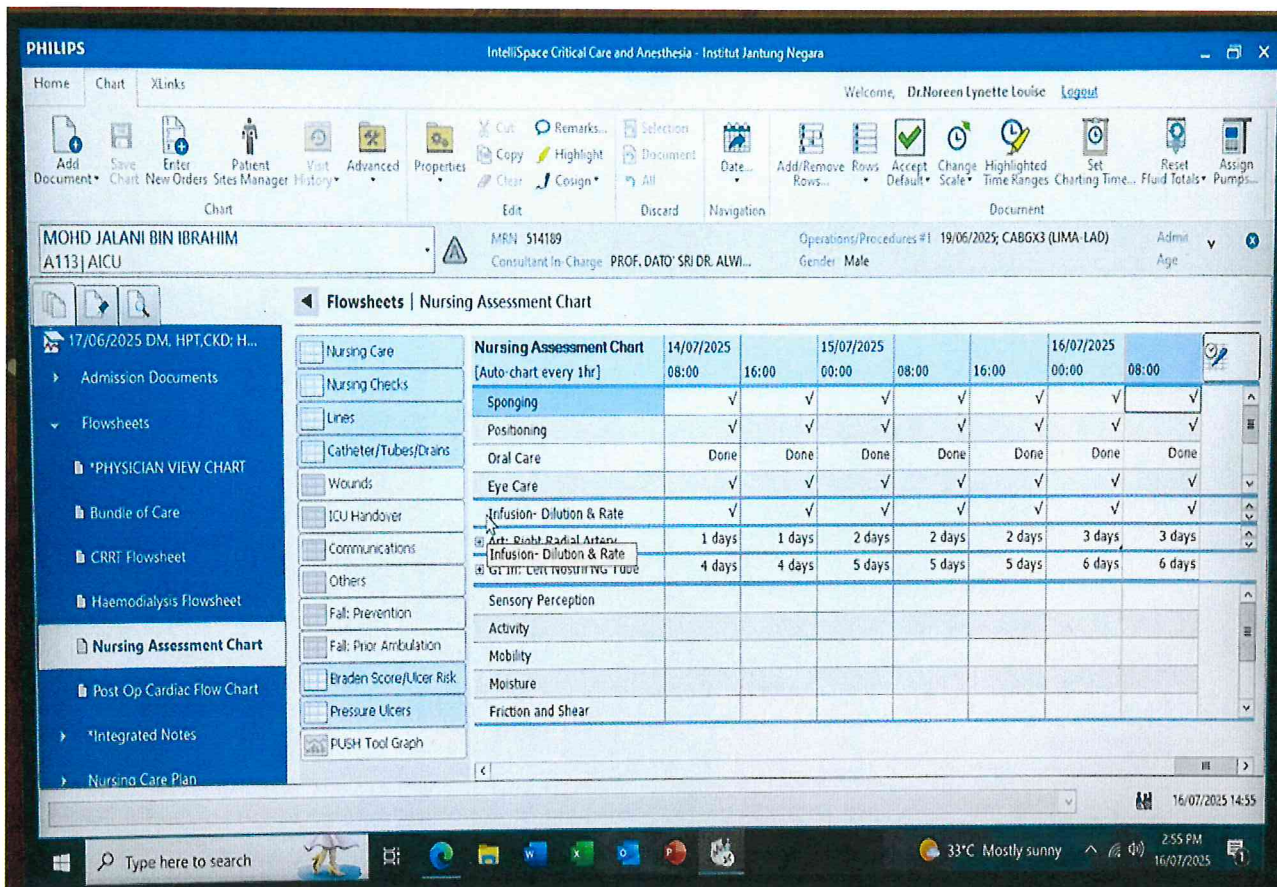 PHILIPS
IntelliSpace Critical Care and Anesthesia - Institut Jantung Negara
Home Chart XLinks
Welcome, Dr.Noreen Lynette Louise Logout
Add Document
Save Chart
Enter New Orders
Patient Sites Manager
Visit History
Advanced
Properties
Cut
Copy
Clear
Remarks...
Highlight
Cosign
Selection
Document
All
Date...
Add/Remove Rows...
Rows
Accept Default
Change Scale
Highlighted Time Ranges
Set Charting Time...
Reset Fluid Totals
Assign Pumps...
Chart Edit Discard Navigation Document
MOHD JALANI BIN IBRAHIM
A113| AICU
MRN 514189
Consultant In-Charge PROF. DATO' SRI DR. ALWI...
Operations/Procedures #1 19/06/2025; CABGX3 (LIMA-LAD)
Gender Male
Admit
Age
Flowsheets | Nursing Assessment Chart
17/06/2025 DM, HPT,CKD; H...
Admission Documents
Flowsheets
*PHYSICIAN VIEW CHART
Bundle of Care
CRRT Flowsheet
Haemodialysis Flowsheet
Nursing Assessment Chart
Post Op Cardiac Flow Chart
*Integrated Notes
Nursing Care Plan
Nursing Care
Nursing Checks
Lines
Catheter/Tubes/Drains
Wounds
ICU Handover
Communications
Others
Fall: Prevention
Fall: Prior Ambulation
Braden Score/Ulcer Risk
Pressure Ulcers
PUSH Tool Graph
Nursing Assessment Chart 14/07/2025 15/07/2025 16/07/2025
[Auto-chart every 1hr] 08:00 16:00 00:00 08:00 16:00 00:00 08:00
Sponging √ √ √ √ √ √ √
Positioning √ √ √ √ √ √ √
Oral Care Done Done Done Done Done Done Done
Eye Care √ √ √ √ √ √ √
Infusion- Dilution & Rate √ √ √ √ √ √ √
Art: Right Radial Artery 1 days 1 days 2 days 2 days 2 days 3 days 3 days
Infusion- Dilution & Rate
GI In: Left Nostril NG Tube 4 days 4 days 5 days 5 days 5 days 6 days 6 days
Sensory Perception
Activity
Mobility
Moisture
Friction and Shear
16/07/2025 14:55
Type here to search
33°C Mostly sunny
2:55 PM
16/07/2025